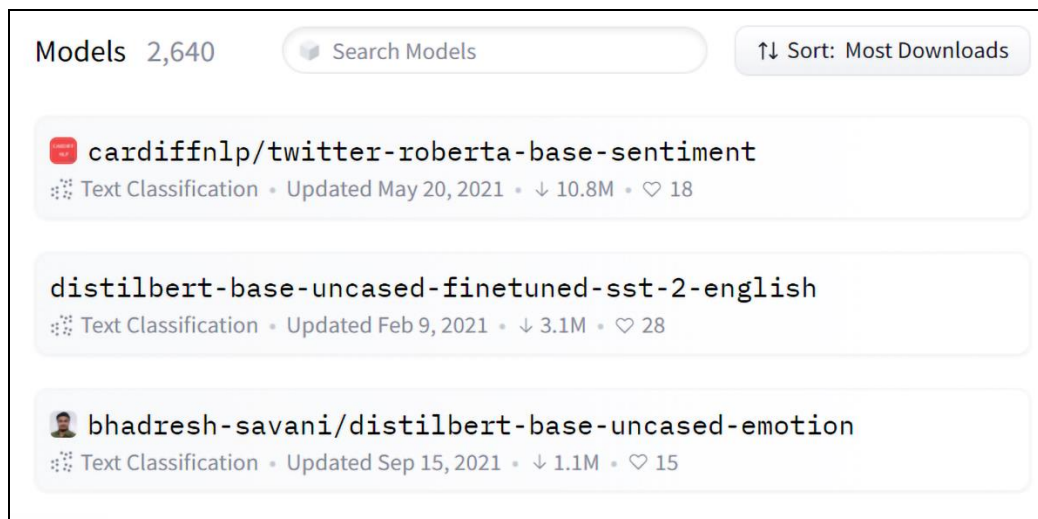 Models 2,640 Search Models ↑↓ Sort: Most Downloads
cardiffnlp/twitter-roberta-base-sentiment
Text Classification • Updated May 20, 2021 • ↓ 10.8M • ♡ 18
distilbert-base-uncased-finetuned-sst-2-english
Text Classification • Updated Feb 9, 2021 • ↓ 3.1M • ♡ 28
bhadresh-savani/distilbert-base-uncased-emotion
Text Classification • Updated Sep 15, 2021 • ↓ 1.1M • ♡ 15